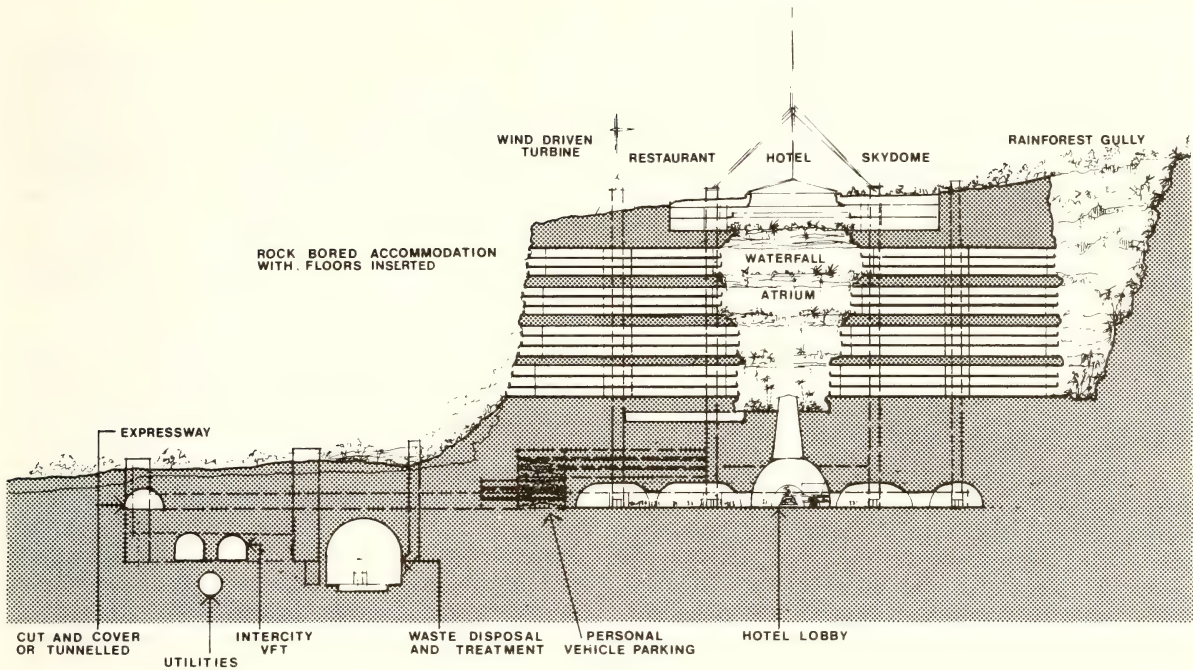 WIND DRIVEN
TURBINE
RESTAURANT
HOTEL
SKYDOME
RAINFOREST GULLY
ROCK BORED ACCOMMODATION
WITH . FLOORS INSERTED
WATERFALL
ATRIUM
EXPRESSWAY
CUT AND COVER
OR TUNNELLED
UTILITIES
INTERCITY
VFT
WASTE DISPOSAL
AND TREATMENT
PERSONAL
VEHICLE PARKING
HOTEL LOBBY